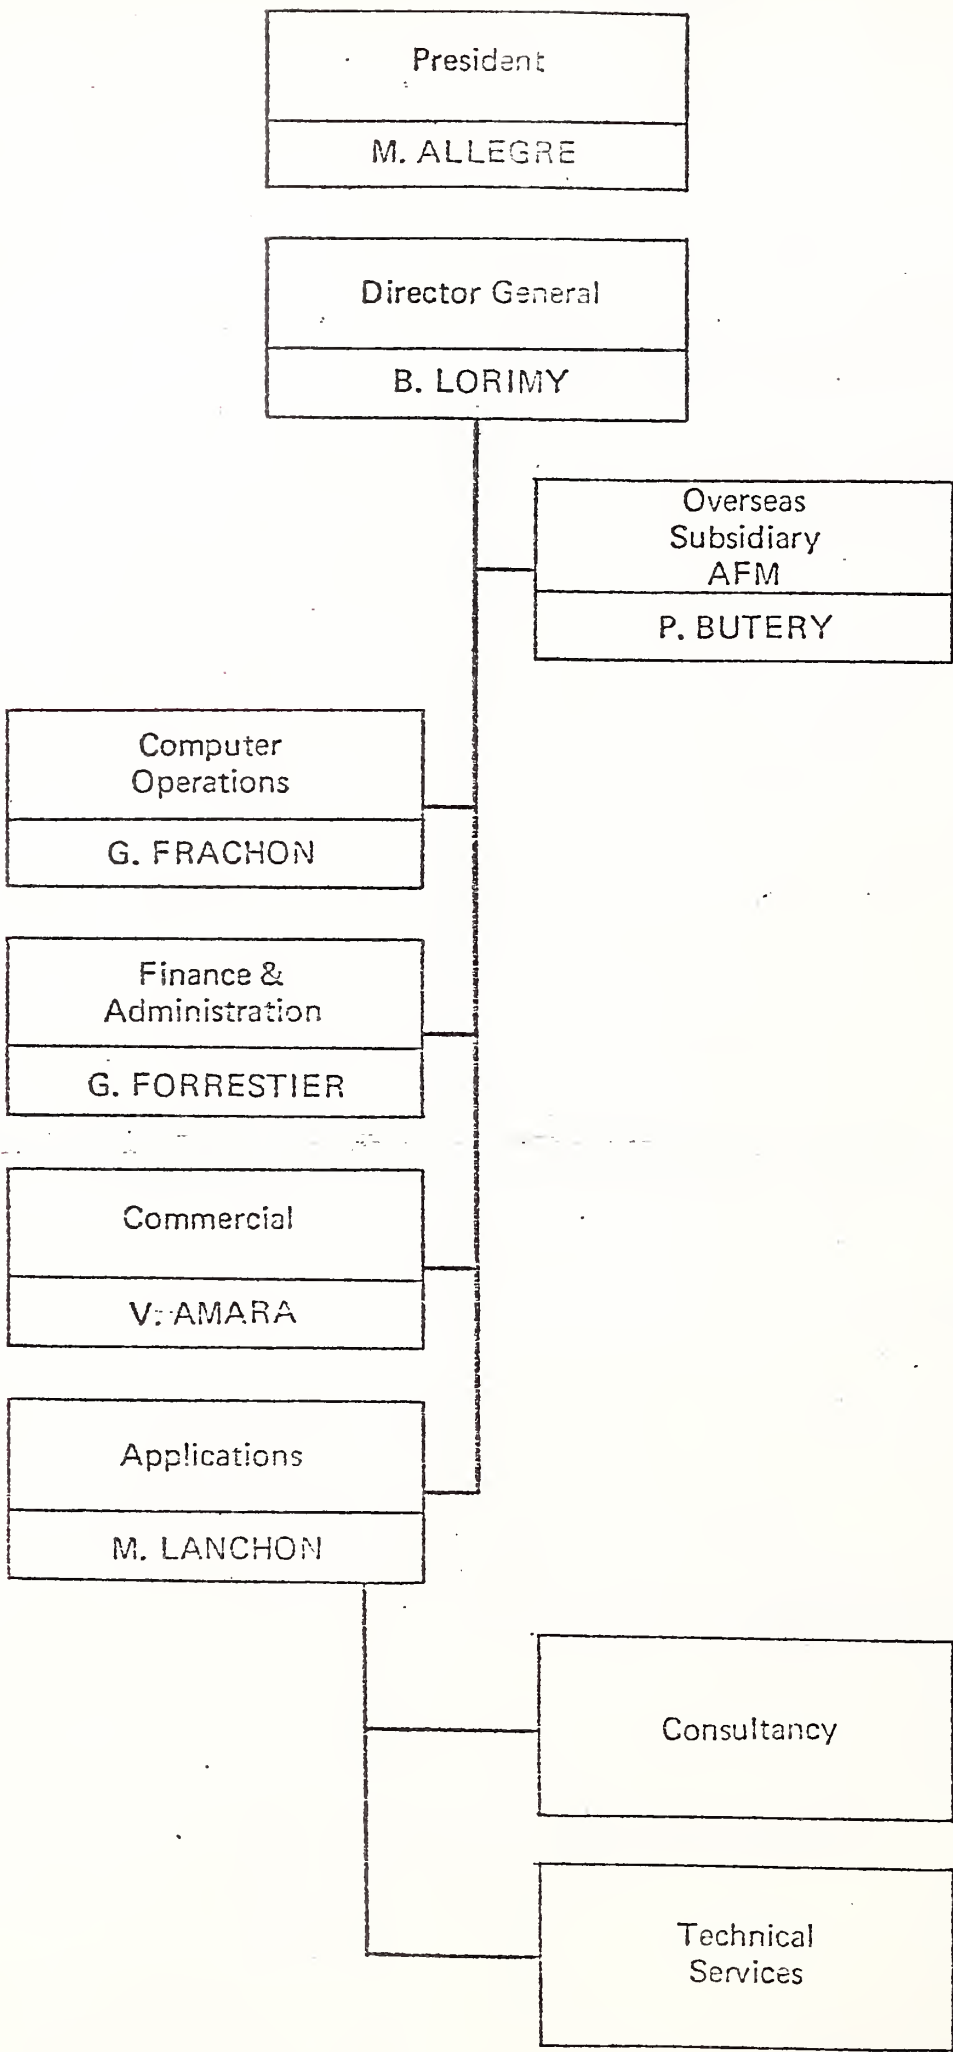 President
M. ALLEGRE
Director General
B. LORIMY
Overseas
Subsidiary
AFM
P. BUTERY
Computer
Operations
G. FRACHON
Finance &
Administration
G. FORRESTIER
Commercial
V. AMARA
Applications
M. LANCHON
Consultancy
Technical
Services